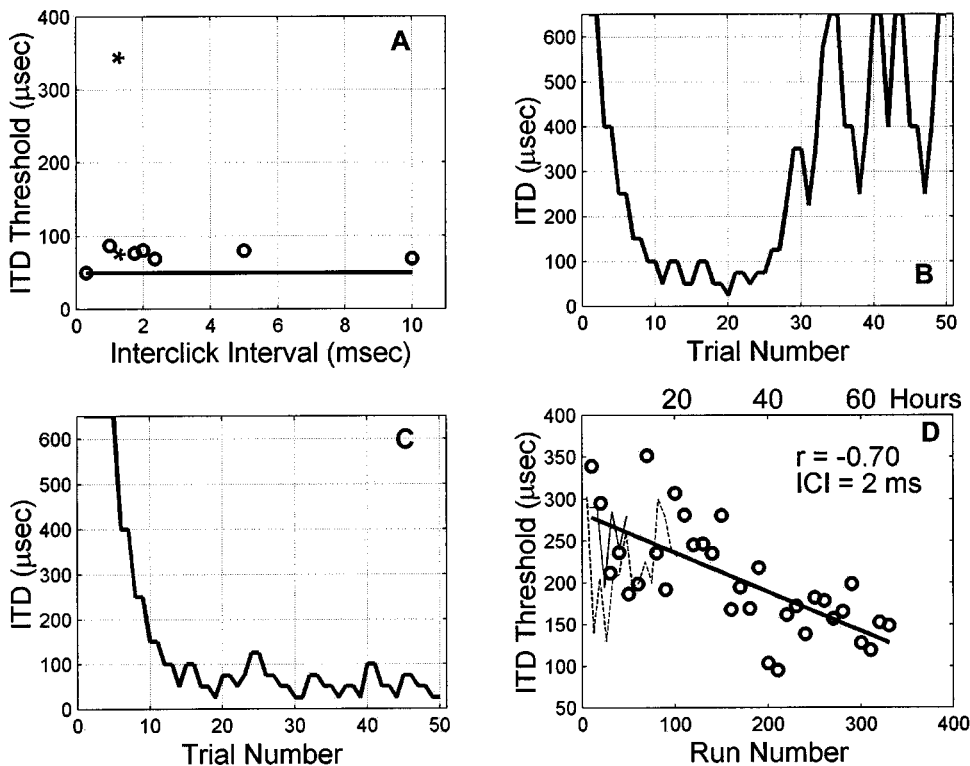 A
ITD Threshold (μsec)
400
300
200
100
0
0 2 4 6 8 10
Interclick Interval (msec)
B
ITD (μsec)
600
500
400
300
200
100
0
0 10 20 30 40 50
Trial Number
C
ITD (μsec)
600
500
400
300
200
100
0
0 10 20 30 40 50
Trial Number
20 40 60 Hours
D
r = -0.70
ICI = 2 ms
ITD Threshold (μsec)
400
350
300
250
200
150
100
50
0 100 200 300 400
Run Number